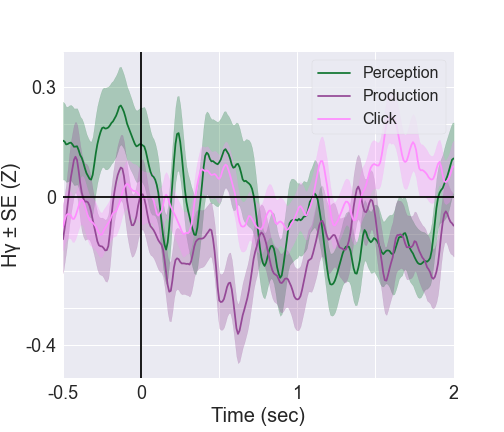 Perception
Production
Click
0.3
0
-0.4
Hγ ± SE (Z)
-0.5
0
1
2
Time (sec)